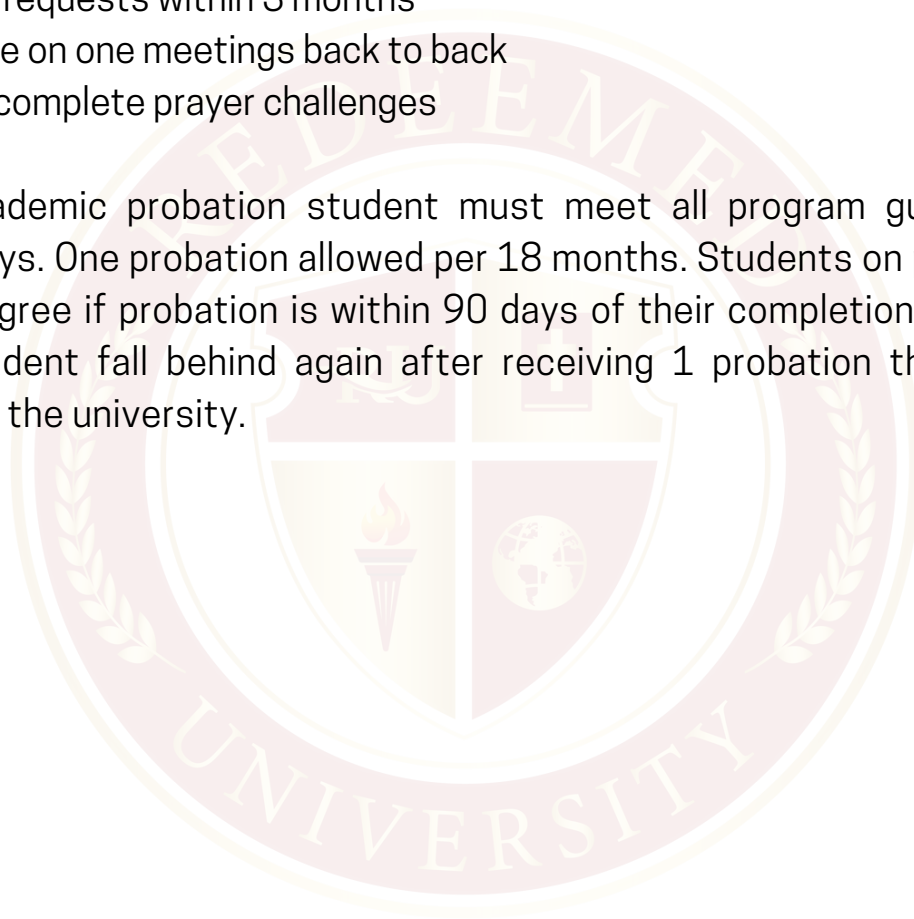 requests within 3 months
e on one meetings back to back
complete prayer challenges
ademic probation student must meet all program gu
ys. One probation allowed per 18 months. Students on
gree if probation is within 90 days of their completion
dent fall behind again after receiving 1 probation th
the university.
REDEEMED
UNIVERSITY